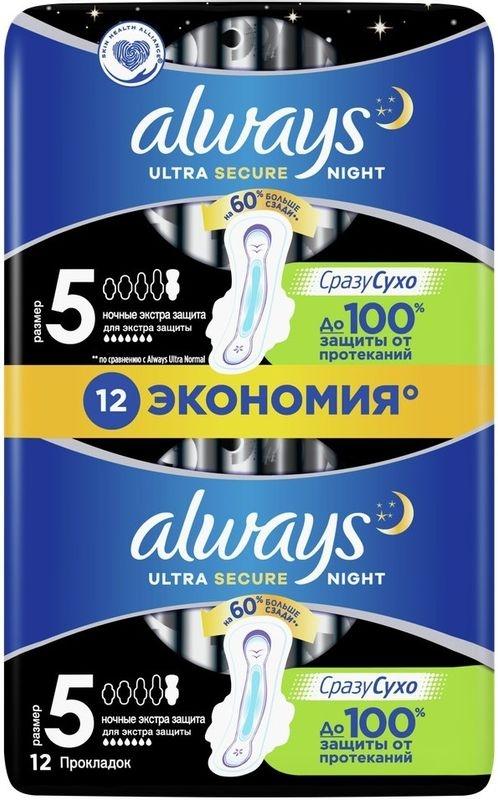 SKIN HEALTH ALLIANCE
always
ULTRA SECURE NIGHT
на 60% БОЛЬШЕ
СЗАДИ**
размер
5
ночные экстра защита
для экстра защиты
** по сравнению с Always Ultra Normal
СразуСухо
До 100%
защиты от
протеканий
12 ЭКОНОМИЯ°
always
ULTRA SECURE NIGHT
на 60% БОЛЬШЕ
СЗАДИ**
размер
5
ночные экстра защита
для экстра защиты
12 Прокладок
СразуСухо
До 100%
защиты от
протеканий